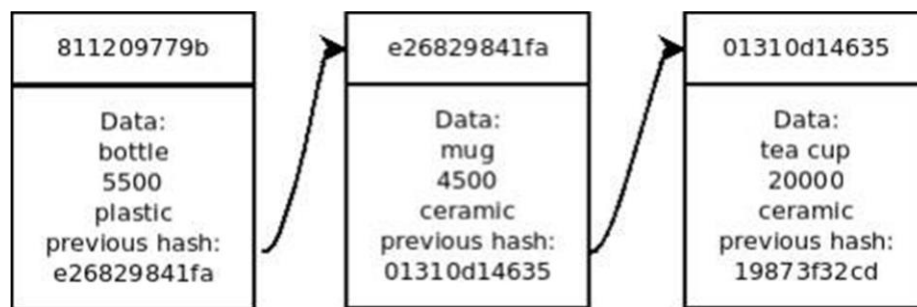 811209779b
Data:
bottle
5500
plastic
previous hash:
e26829841fa
e26829841fa
Data:
mug
4500
ceramic
previous hash:
01310d14635
01310d14635
Data:
tea cup
20000
ceramic
previous hash:
19873f32cd